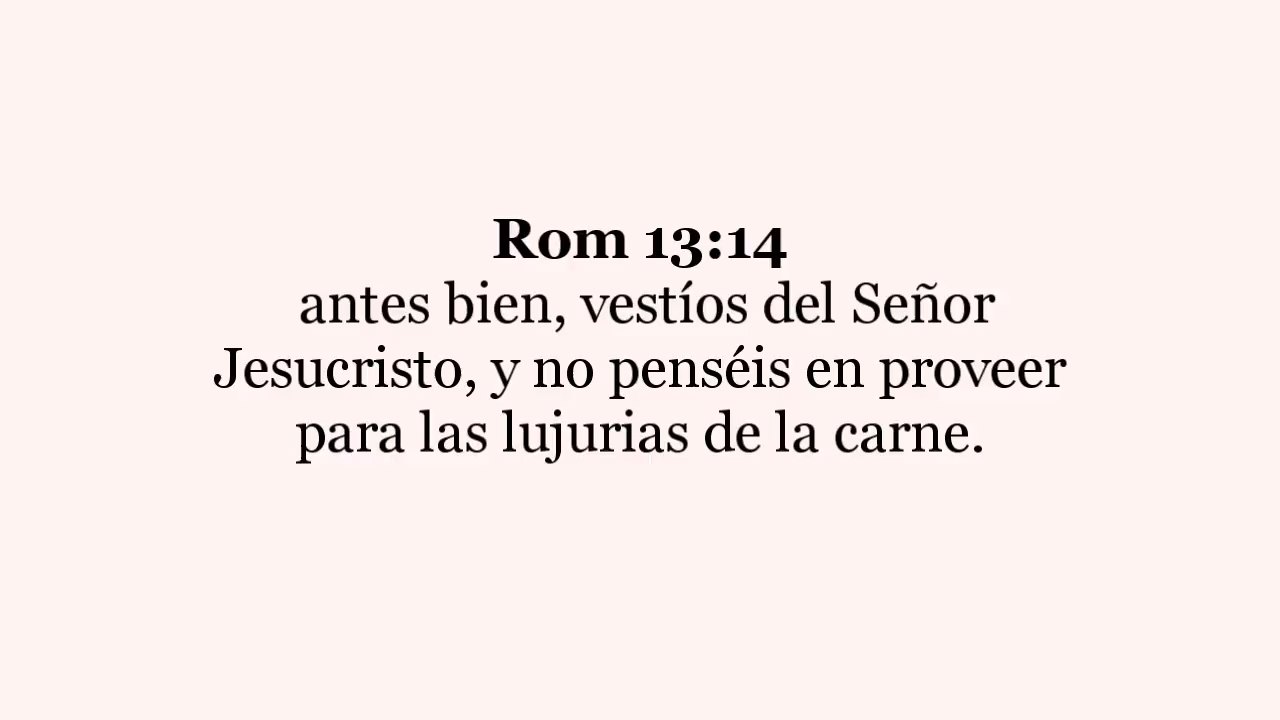 Rom 13:14
antes bien, vestíos del Señor
Jesucristo, y no penséis en proveer
para las lujurias de la carne.